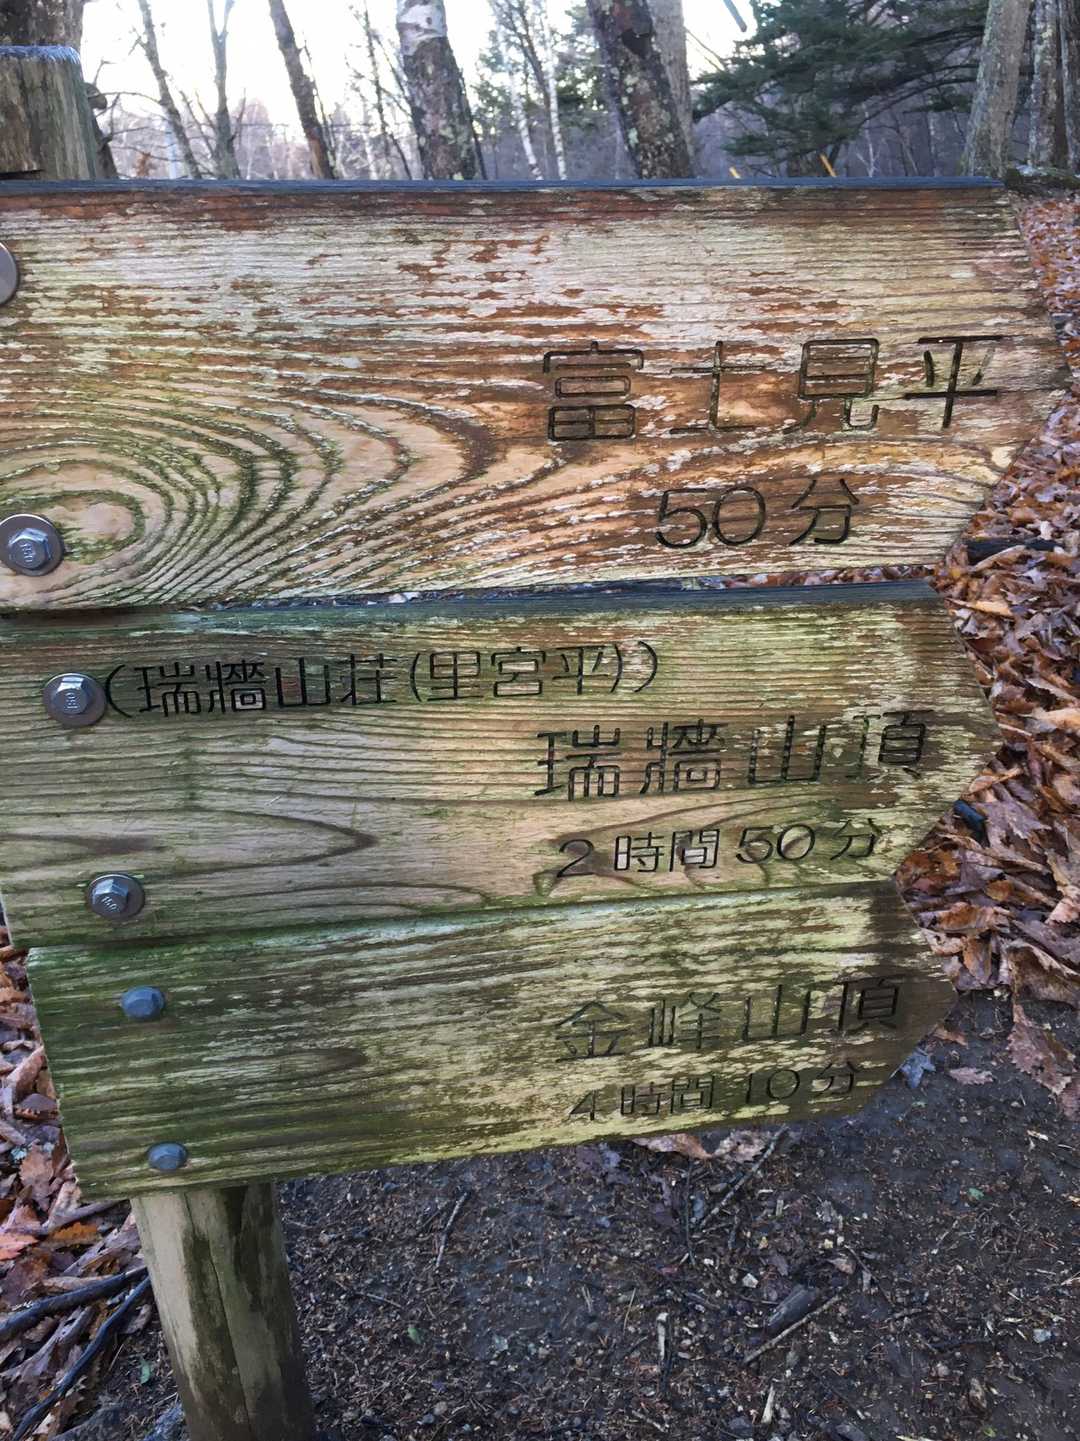 富士見平
50分
(瑞牆山荘(里宮平))
瑞牆山頂
2時間50分
金峰山頂
4時間10分